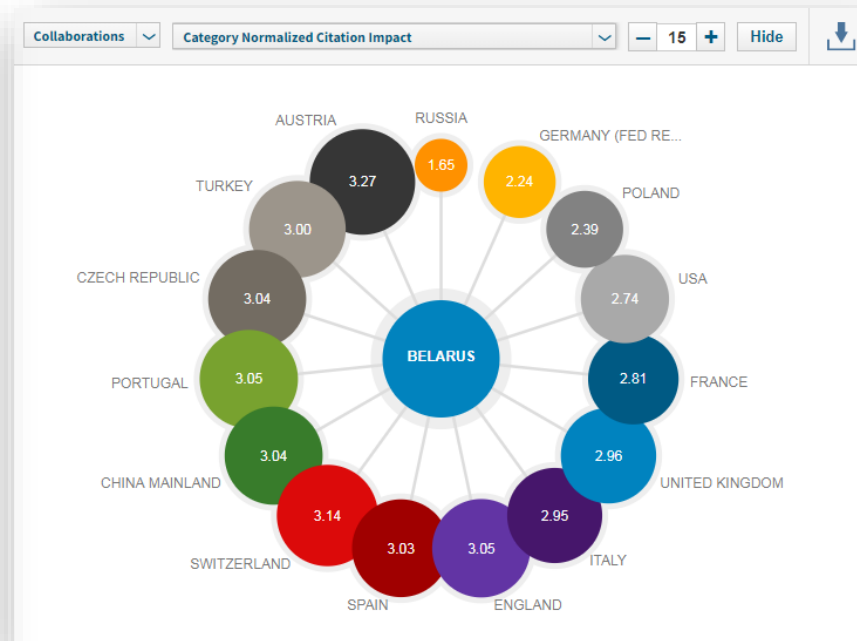 Collaborations
Category Normalized Citation Impact
– 15 + Hide
RUSSIA
1.65
GERMANY (FED RE...
2.24
POLAND
2.39
USA
2.74
FRANCE
2.81
UNITED KINGDOM
2.96
ITALY
2.95
ENGLAND
3.05
SPAIN
3.03
SWITZERLAND
3.14
CHINA MAINLAND
3.04
PORTUGAL
3.05
CZECH REPUBLIC
3.04
TURKEY
3.00
AUSTRIA
3.27
BELARUS